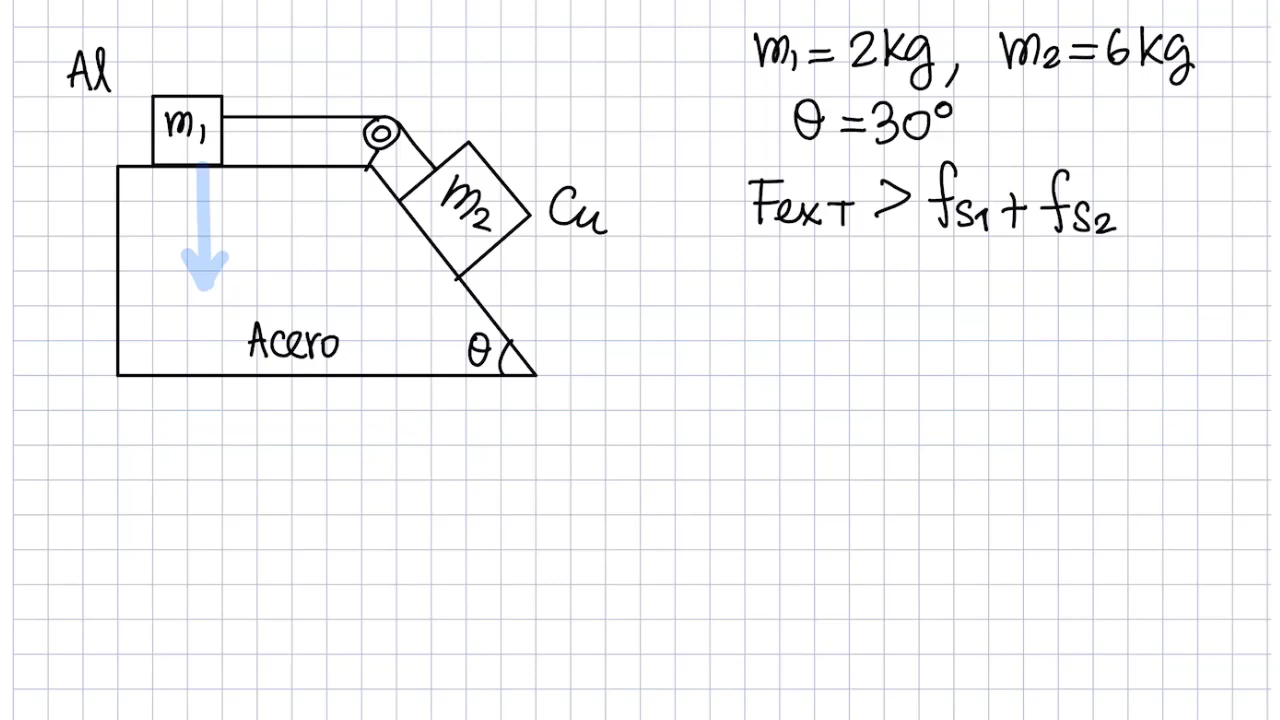 Al
m₁
m₂
Cu
Acero
θ
m₁ = 2kg, m₂ = 6kg
θ = 30°
Fext > fs₁ + fs₂